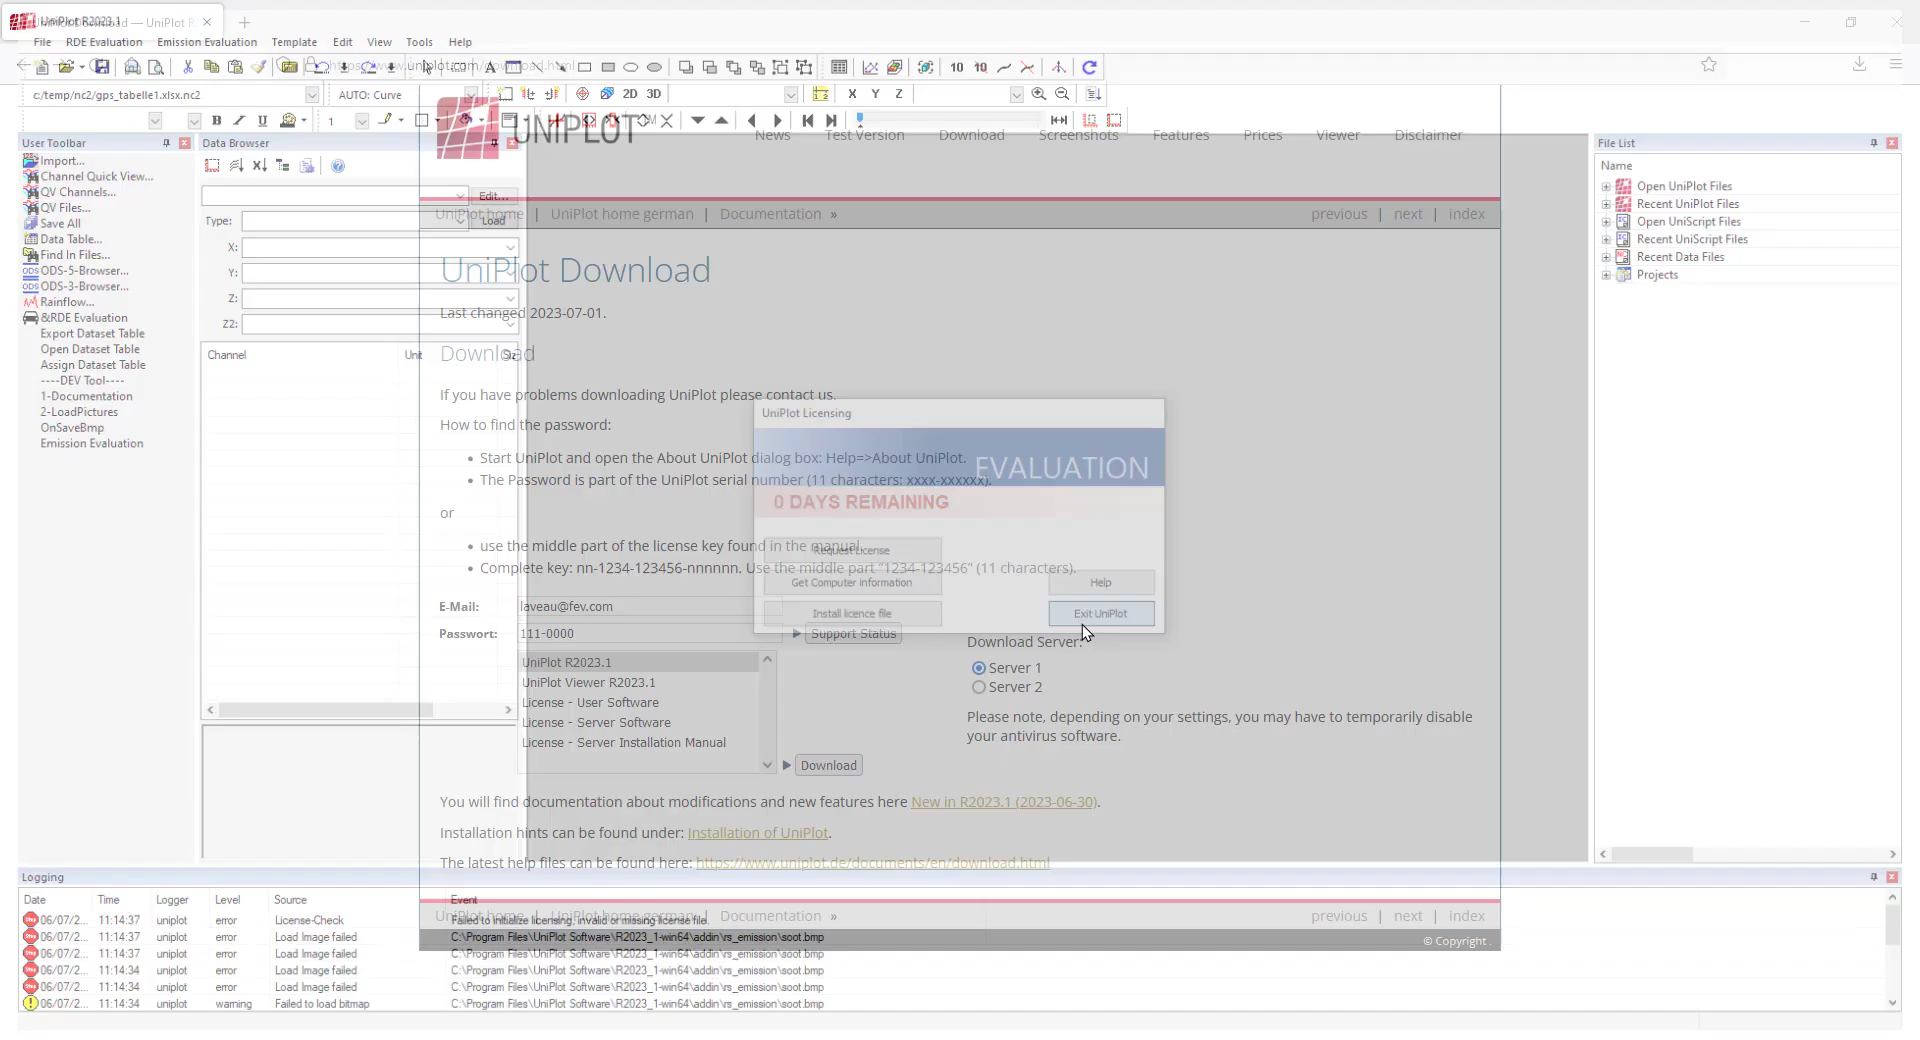 UniPlot R2023.1
File RDE Evaluation Emission Evaluation Template Edit View Tools Help
c:/temp/nc2/gps_tabelle1.xlsx.nc2 AUTO: Curve 2D 3D X Y Z
B I U 1
UNIPLOT
News Test Version Download Screenshots Features Prices Viewer Disclaimer
User Toolbar
Import...
Channel Quick View...
QV Channels...
QV Files...
Save All
Data Table...
Find In Files...
ODS-5-Browser...
ODS-3-Browser...
Rainflow...
&RDE Evaluation
Export Dataset Table
Open Dataset Table
Assign Dataset Table
----DEV Tool----
1-Documentation
2-LoadPictures
OnSaveBmp
Emission Evaluation
Data Browser
Edit...
Type: Load
X:
Y:
Z:
Z2:
Channel Unit Siz
UniPlot home | UniPlot home german | Documentation » previous | next | index
UniPlot Download
Last changed 2023-07-01.
Download
If you have problems downloading UniPlot please contact us.
How to find the password:
Start UniPlot and open the About UniPlot dialog box: Help=>About UniPlot.
The Password is part of the UniPlot serial number (11 characters: xxxx-xxxxxx).
or
use the middle part of the license key found in the manual.
Complete key: nn-1234-123456-nnnnnn. Use the middle part "1234-123456" (11 characters).
E-Mail: laveau@fev.com
Passwort: 111-0000 Support Status
UniPlot R2023.1
UniPlot Viewer R2023.1
License - User Software
License - Server Software
License - Server Installation Manual
Download
Download Server:
Server 1
Server 2
Please note, depending on your settings, you may have to temporarily disable
your antivirus software.
You will find documentation about modifications and new features here New in R2023.1 (2023-06-30).
Installation hints can be found under: Installation of UniPlot.
The latest help files can be found here: https://www.uniplot.de/documents/en/download.html
UniPlot home | UniPlot home german | Documentation » previous | next | index
© Copyright .
UniPlot Licensing
EVALUATION
0 DAYS REMAINING
Request License
Get Computer Information Help
Install licence file Exit UniPlot
File List
Name
Open UniPlot Files
Recent UniPlot Files
Open UniScript Files
Recent UniScript Files
Recent Data Files
Projects
Logging
Date Time Logger Level Source Event
06/07/2... 11:14:37 uniplot error License-Check Failed to initialize licensing, invalid or missing license file.
06/07/2... 11:14:37 uniplot error Load Image failed C:\Program Files\UniPlot Software\R2023_1-win64\addin\rs_emission\soot.bmp
06/07/2... 11:14:37 uniplot error Load Image failed C:\Program Files\UniPlot Software\R2023_1-win64\addin\rs_emission\soot.bmp
06/07/2... 11:14:34 uniplot error Load Image failed C:\Program Files\UniPlot Software\R2023_1-win64\addin\rs_emission\soot.bmp
06/07/2... 11:14:34 uniplot error Load Image failed C:\Program Files\UniPlot Software\R2023_1-win64\addin\rs_emission\soot.bmp
06/07/2... 11:14:34 uniplot warning Failed to load bitmap C:\Program Files\UniPlot Software\R2023_1-win64\addin\rs_emission\soot.bmp